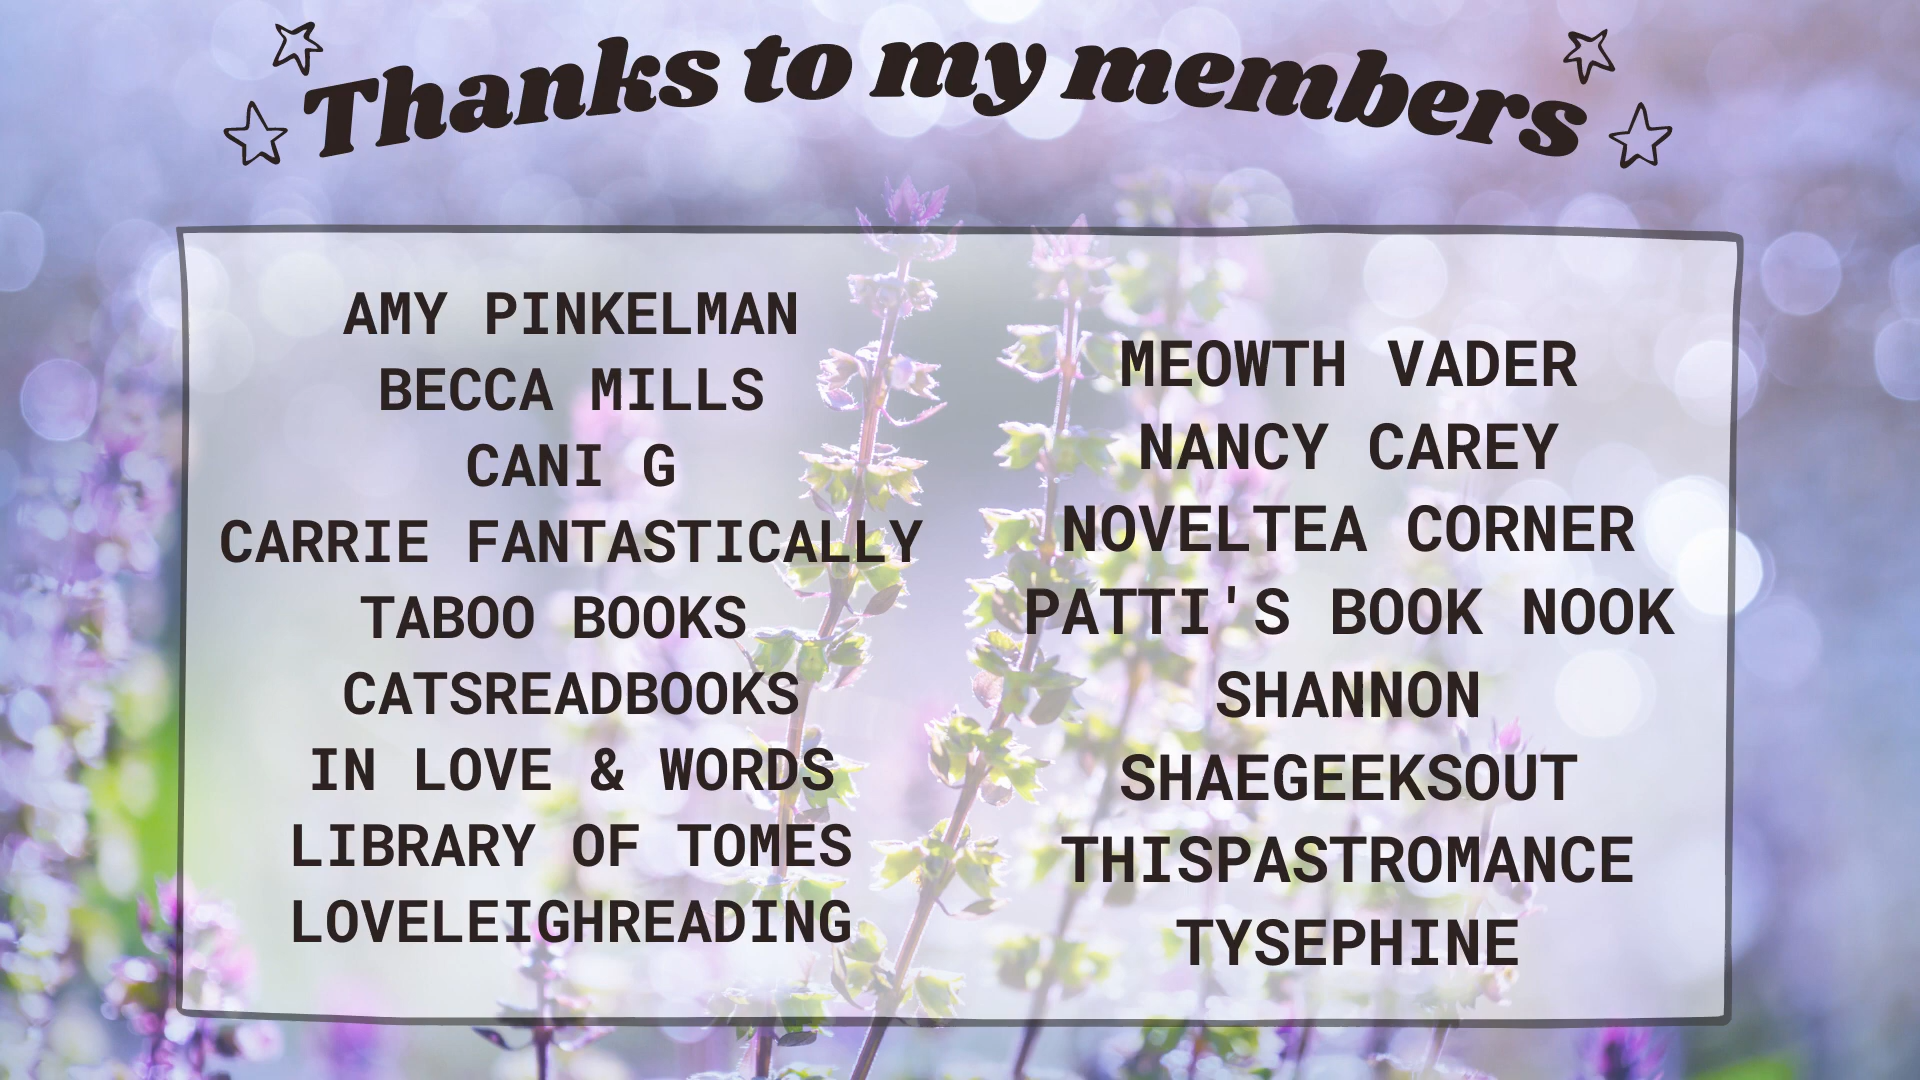 Thanks to my members
AMY PINKELMAN
BECCA MILLS
CANI G
CARRIE FANTASTICALLY
TABOO BOOKS
CATSREADBOOKS
IN LOVE & WORDS
LIBRARY OF TOMES
LOVELEIGHREADING
MEOWTH VADER
NANCY CAREY
NOVELTEA CORNER
PATTI'S BOOK NOOK
SHANNON
SHAEGEEKSOUT
THISPASTROMANCE
TYSEPHINE